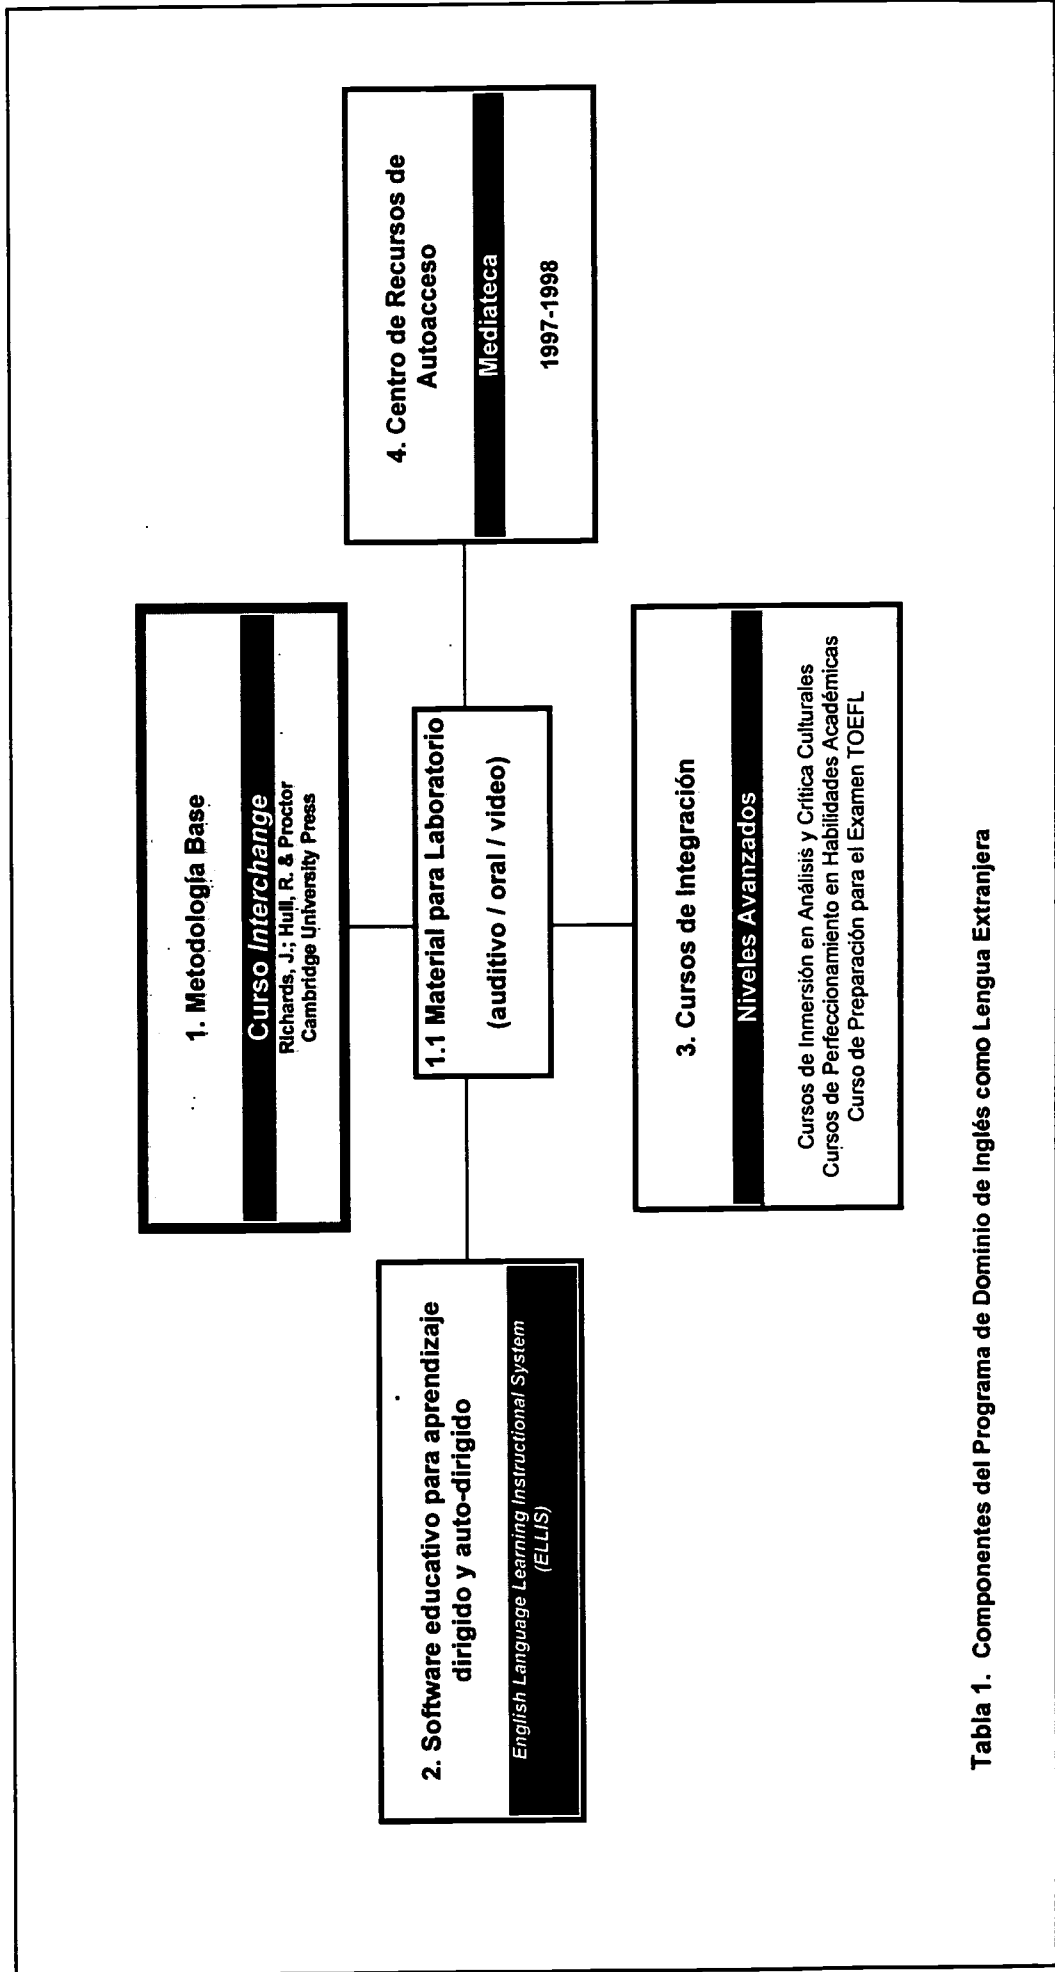 1. Metodología Base
Curso Interchange
Richards, J.; Hull, R. & Proctor
Cambridge University Press
2. Software educativo para aprendizaje
dirigido y auto-dirigido
English Language Learning Instructional System
(ELLIS)
1.1 Material para Laboratorio
(auditivo / oral / video)
4. Centro de Recursos de
Autoacceso
Mediateca
1997-1998
3. Cursos de Integración
Niveles Avanzados
Cursos de Inmersión en Análisis y Crítica Culturales
Cursos de Perfeccionamiento en Habilidades Académicas
Curso de Preparación para el Examen TOEFL
Tabla 1. Componentes del Programa de Dominio de Inglés como Lengua Extranjera